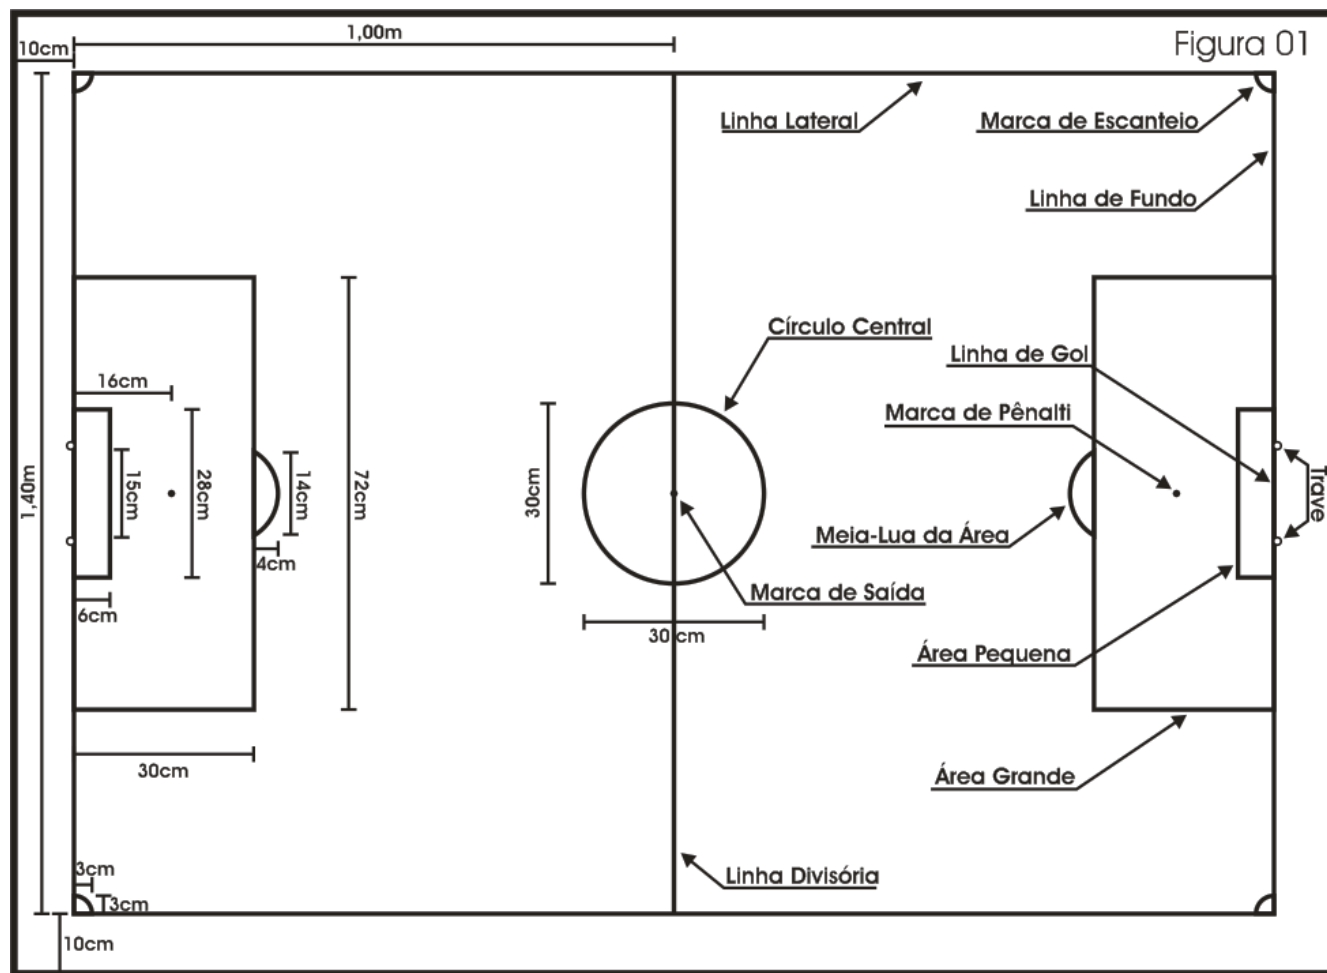 1,00m
10cm
Figura 01
Linha Lateral
Marca de Escanteio
Linha de Fundo
Círculo Central
Linha de Gol
16cm
Marca de Pênalti
1,40m
15cm
28cm
14cm
72cm
30cm
Trave
Meia-Lua da Área
4cm
Marca de Saída
6cm
30 cm
Área Pequena
30cm
Área Grande
3cm
Linha Divisória
3cm
10cm